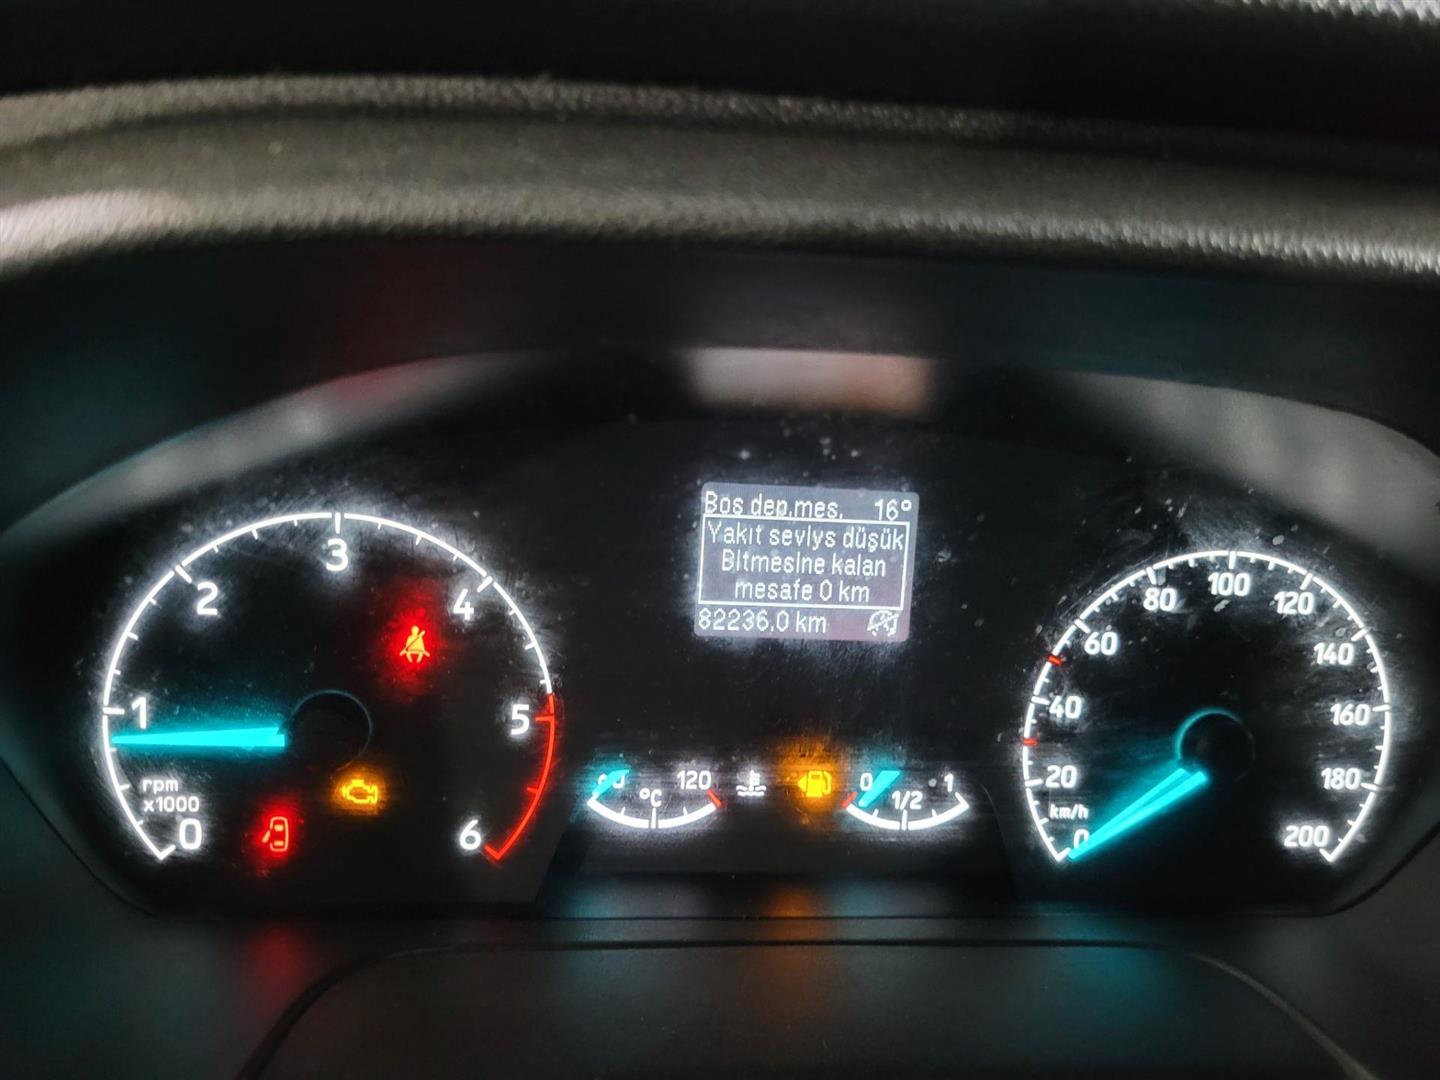 Bos dep.mes. 16°
Yakıt sevlys düşük
Bitmesine kalan
mesafe 0 km
82236.0 km
0 1 2 3 4 5 6
rpm
x1000
120
°C
0 1/2 1
0 20 40 60 80 100 120 140 160 180 200
km/h